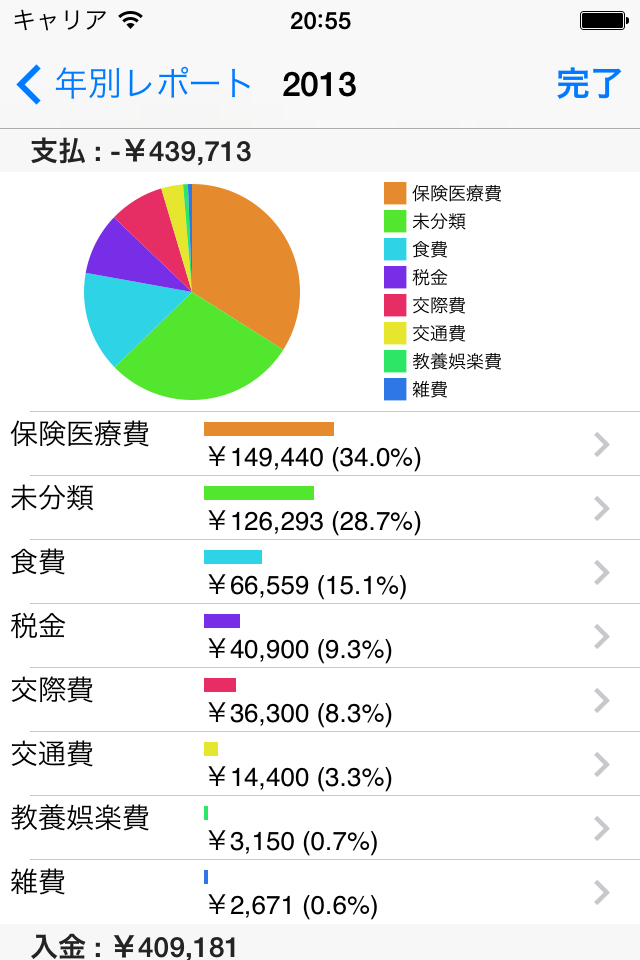 キャリア 20:55
年別レポート 2013 完了
支払 : -￥439,713
保険医療費
未分類
食費
税金
交際費
交通費
教養娯楽費
雑費
保険医療費
￥149,440 (34.0%)
未分類
￥126,293 (28.7%)
食費
￥66,559 (15.1%)
税金
￥40,900 (9.3%)
交際費
￥36,300 (8.3%)
交通費
￥14,400 (3.3%)
教養娯楽費
￥3,150 (0.7%)
雑費
￥2,671 (0.6%)
入金 : ￥409,181